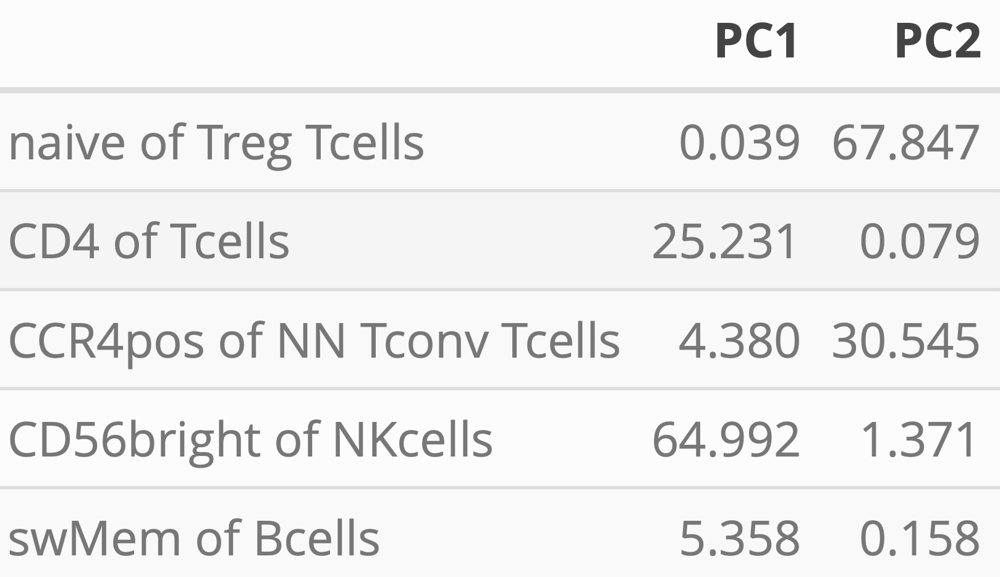 PC1 PC2
naive of Treg Tcells 0.039 67.847
CD4 of Tcells 25.231 0.079
CCR4pos of NN Tconv Tcells 4.380 30.545
CD56bright of NKcells 64.992 1.371
swMem of Bcells 5.358 0.158